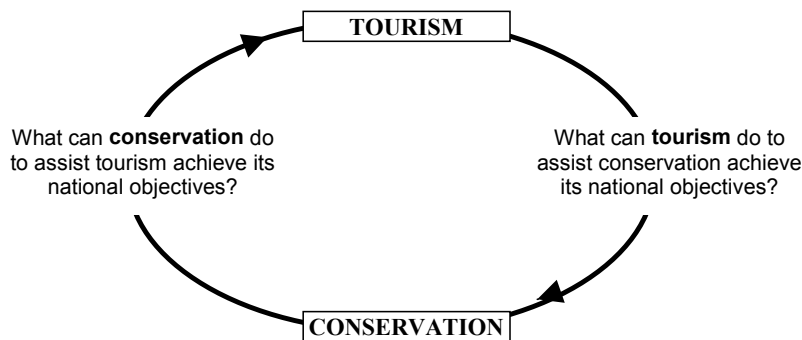 TOURISM
What can conservation do
to assist tourism achieve its
national objectives?
What can tourism do to
assist conservation achieve
its national objectives?
CONSERVATION